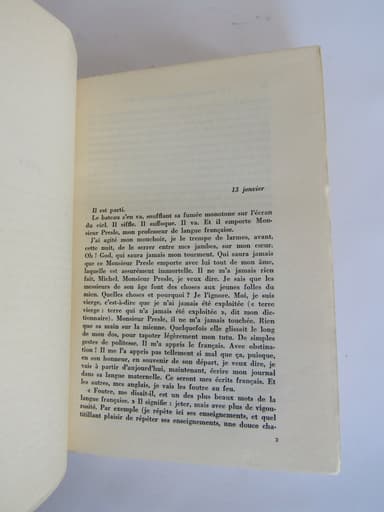 13 janvier
Il est parti.
Le bateau s'en va, soufflant sa fumée monotone sur l'écran
du ciel. Il siffle. Il suffoque. Il va. Et il emporte Mon-
sieur Presle, mon professeur de langue française.
J'ai agité mon mouchoir, je le trempe de larmes, avant,
cette nuit, de le serrer entre mes jambes, sur mon cœur.
Oh ! God, qui saura jamais mon tourment. Qui saura jamais
que ce Monsieur Presle emporte avec lui tout de mon âme,
laquelle est assurément immortelle. Il ne m'a jamais rien
fait, Michel. Monsieur Presle, je veux dire. Je sais que les
messieurs de son âge font des choses aux jeunes folles du
mien. Quelles choses et pourquoi ? Je l'ignore. Moi, je suis
vierge, c'est-à-dire que je n'ai jamais été exploitée (« terre
vierge : terre qui n'a jamais été exploitée », dit mon dic-
tionnaire). Monsieur Presle, il ne m'a jamais touchée. Rien
que sa main sur la mienne. Quelquefois elle glissait le long
de mon dos, pour tapoter légèrement mon tutu. De simples
gestes de politesse. Il m'a appris le français. Avec obstina-
tion ! Il me l'a appris pas tellement si mal que ça, puisque,
en son honneur, en souvenir de son départ, je veux dire, je
vais à partir d'aujourd'hui, maintenant, écrire mon journal
dans sa langue maternelle. Ce seront mes écrits français. Et
les autres, mes anglais, je vais les foutre au feu.
« Foutre, me disait-il, est un des plus beaux mots de la
langue française. » Il signifie : jeter, mais avec plus de vigou-
rosité. Par exemple (je répète ici ses enseignements, et quel
titillant plaisir de répéter ses enseignements, une douce cha-